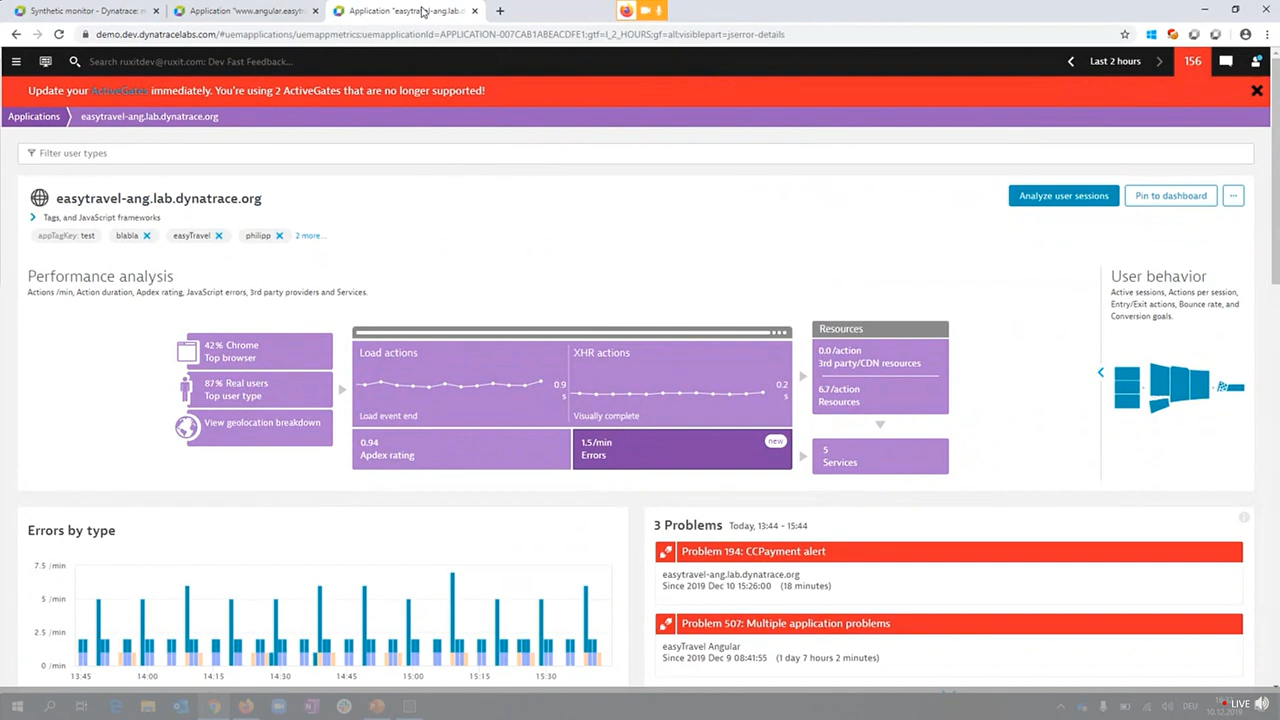 Synthetic monitor - Dynatrace: m
Application "www.angular.easytr
Application "easytravel-ang.lab.d
demo.dev.dynatracelabs.com/#uemapplications/uemappmetrics;uemapplicationId=APPLICATION-007CAB1ABEACDFE1;gtf=l_2_HOURS;gf=all;visiblepart=jserror-details
Search ruxitdev@ruxit.com: Dev Fast Feedback...
Last 2 hours
156
Update your ActiveGates immediately. You're using 2 ActiveGates that are no longer supported!
Applications
easytravel-ang.lab.dynatrace.org
Filter user types
easytravel-ang.lab.dynatrace.org
Analyze user sessions
Pin to dashboard
...
Tags, and JavaScript frameworks
appTagKey: test
blabla
easyTravel
philipp
2 more...
Performance analysis
Actions /min, Action duration, Apdex rating, JavaScript errors, 3rd party providers and Services.
User behavior
Active sessions, Actions per session,
Entry/Exit actions, Bounce rate, and
Conversion goals.
42% Chrome
Top browser
87% Real users
Top user type
View geolocation breakdown
Load actions
0.9
s
Load event end
XHR actions
0.2
s
Visually complete
0.94
Apdex rating
1.5/min
Errors
new
Resources
0.0/action
3rd party/CDN resources
6.7/action
Resources
5
Services
Errors by type
7.5 /min
5 /min
2.5 /min
0 /min
13:45
14:00
14:15
14:30
14:45
15:00
15:15
15:30
3 Problems
Today, 13:44 - 15:44
Problem 194: CCPayment alert
easytravel-ang.lab.dynatrace.org
Since 2019 Dec 10 15:26:00 (18 minutes)
Problem 507: Multiple application problems
easyTravel Angular
Since 2019 Dec 9 08:41:55 (1 day 7 hours 2 minutes)
DEU
10.12.2019
LIVE